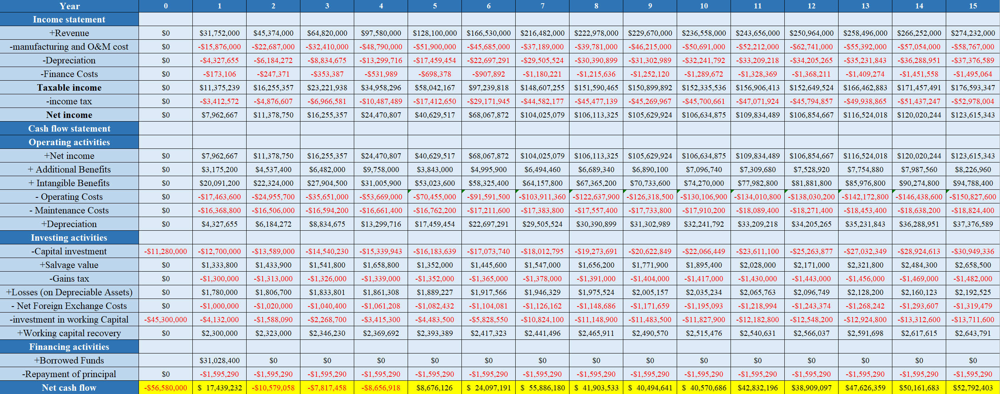 Year 0 1 2 3 4 5 6 7 8 9 10 11 12 13 14 15
Income statement
+Revenue $0 $31,752,000 $45,374,000 $64,820,000 $97,580,000 $128,100,000 $166,530,000 $216,482,000 $222,978,000 $229,670,000 $236,558,000 $243,656,000 $250,964,000 $258,496,000 $266,252,000 $274,232,000
-manufacturing and O&M cost $0 -$15,876,000 -$22,687,000 -$32,410,000 -$48,790,000 -$51,900,000 -$45,685,000 -$37,189,000 -$39,781,000 -$46,215,000 -$50,691,000 -$52,212,000 -$62,741,000 -$55,392,000 -$57,054,000 -$58,767,000
-Depreciation $0 -$4,327,655 -$6,184,272 -$8,834,675 -$13,299,716 -$17,459,454 -$22,697,291 -$29,505,524 -$30,390,899 -$31,302,989 -$32,241,792 -$33,209,218 -$34,205,265 -$35,231,843 -$36,288,951 -$37,376,589
-Finance Costs $0 -$173,106 -$247,371 -$353,387 -$531,989 -$698,378 -$907,892 -$1,180,221 -$1,215,636 -$1,252,120 -$1,289,672 -$1,328,369 -$1,368,211 -$1,409,274 -$1,451,558 -$1,495,064
Taxable income $0 $11,375,239 $16,255,357 $23,221,938 $34,958,296 $58,042,167 $97,239,818 $148,607,255 $151,590,465 $150,899,892 $152,335,536 $156,906,413 $152,649,524 $166,462,883 $171,457,491 $176,593,347
-income tax $0 -$3,412,572 -$4,876,607 -$6,966,581 -$10,487,489 -$17,412,650 -$29,171,945 -$44,582,177 -$45,477,139 -$45,269,967 -$45,700,661 -$47,071,924 -$45,794,857 -$49,938,865 -$51,437,247 -$52,978,004
Net income $0 $7,962,667 $11,378,750 $16,255,357 $24,470,807 $40,629,517 $68,067,872 $104,025,079 $106,113,325 $105,629,924 $106,634,875 $109,834,489 $106,854,667 $116,524,018 $120,020,244 $123,615,343
Cash flow statement
Operating activities
+Net income $0 $7,962,667 $11,378,750 $16,255,357 $24,470,807 $40,629,517 $68,067,872 $104,025,079 $106,113,325 $105,629,924 $106,634,875 $109,834,489 $106,854,667 $116,524,018 $120,020,244 $123,615,343
+ Additional Benefits $0 $3,175,200 $4,537,400 $6,482,000 $9,758,000 $3,843,000 $4,995,900 $6,494,460 $6,689,340 $6,890,100 $7,096,740 $7,309,680 $7,528,920 $7,754,880 $7,987,560 $8,226,960
+ Intangible Benefits $0 $20,091,200 $22,324,000 $27,904,500 $31,005,900 $53,023,600 $58,325,400 $64,157,800 $67,365,200 $70,733,600 $74,270,000 $77,982,800 $81,881,800 $85,976,800 $90,274,800 $94,788,400
- Operating Costs $0 -$17,463,600 -$24,955,700 -$35,651,000 -$53,669,000 -$70,455,000 -$91,591,500 -$103,911,360 -$122,637,900 -$126,318,500 -$130,106,900 -$134,010,800 -$138,030,200 -$142,172,800 -$146,438,600 -$150,827,600
- Maintenance Costs $0 -$16,368,800 -$16,506,000 -$16,594,200 -$16,661,400 -$16,762,200 -$17,211,600 -$17,383,800 -$17,557,400 -$17,733,800 -$17,910,200 -$18,089,400 -$18,271,400 -$18,453,400 -$18,638,200 -$18,824,400
+Depreciation $0 $4,327,655 $6,184,272 $8,834,675 $13,299,716 $17,459,454 $22,697,291 $29,505,524 $30,390,899 $31,302,989 $32,241,792 $33,209,218 $34,205,265 $35,231,843 $36,288,951 $37,376,589
Investing activities
-Capital investment -$11,280,000 -$12,700,000 -$13,589,000 -$14,540,230 -$15,339,943 -$16,183,639 -$17,073,740 -$18,012,795 -$19,273,691 -$20,622,849 -$22,066,449 -$23,611,100 -$25,263,877 -$27,032,349 -$28,924,613 -$30,949,336
+Salvage value $0 $1,333,800 $1,433,900 $1,541,800 $1,658,800 $1,352,000 $1,445,600 $1,547,000 $1,656,200 $1,771,900 $1,895,400 $2,028,000 $2,171,000 $2,321,800 $2,484,300 $2,658,500
-Gains tax $0 -$1,300,000 -$1,313,000 -$1,326,000 -$1,339,000 -$1,352,000 -$1,365,000 -$1,378,000 -$1,391,000 -$1,404,000 -$1,417,000 -$1,430,000 -$1,443,000 -$1,456,000 -$1,469,000 -$1,482,000
+Losses (on Depreciable Assets) $0 $1,780,000 $1,806,700 $1,833,801 $1,861,308 $1,889,227 $1,917,566 $1,946,329 $1,975,524 $2,005,157 $2,035,234 $2,065,763 $2,096,749 $2,128,200 $2,160,123 $2,192,525
- Net Foreign Exchange Costs $0 -$1,000,000 -$1,020,000 -$1,040,400 -$1,061,208 -$1,082,432 -$1,104,081 -$1,126,162 -$1,148,686 -$1,171,659 -$1,195,093 -$1,218,994 -$1,243,374 -$1,268,242 -$1,293,607 -$1,319,479
-investment in working Capital -$45,300,000 -$4,132,000 -$1,588,090 -$2,268,700 -$3,415,300 -$4,483,500 -$5,828,550 -$10,824,100 -$11,148,900 -$11,483,500 -$11,827,900 -$12,182,800 -$12,548,200 -$12,924,800 -$13,312,600 -$13,711,600
+Working capital recovery $0 $2,300,000 $2,323,000 $2,346,230 $2,369,692 $2,393,389 $2,417,323 $2,441,496 $2,465,911 $2,490,570 $2,515,476 $2,540,631 $2,566,037 $2,591,698 $2,617,615 $2,643,791
Financing activities
+Borrowed Funds $31,028,400 $0 $0 $0 $0 $0 $0 $0 $0 $0 $0 $0 $0 $0 $0
-Repayment of principal $0 -$1,595,290 -$1,595,290 -$1,595,290 -$1,595,290 -$1,595,290 -$1,595,290 -$1,595,290 -$1,595,290 -$1,595,290 -$1,595,290 -$1,595,290 -$1,595,290 -$1,595,290 -$1,595,290 -$1,595,290
Net cash flow -$56,580,000 $ 17,439,232 -$10,579,058 -$7,817,458 -$8,656,918 $8,676,126 $ 24,097,191 $ 55,886,180 $ 41,903,533 $ 40,494,641 $ 40,570,686 $42,832,196 $38,909,097 $47,626,359 $50,161,683 $52,792,403